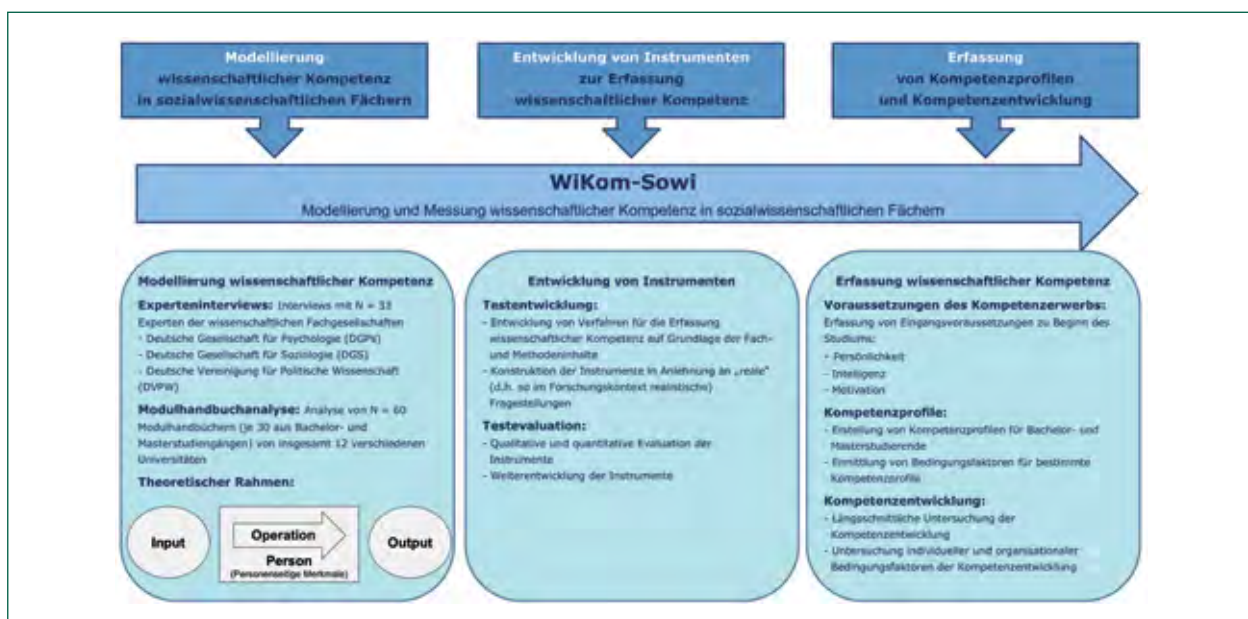 Modellierung
wissenschaftlicher Kompetenz
in sozialwissenschaftlichen Fächern
Entwicklung von Instrumenten
zur Erfassung
wissenschaftlicher Kompetenz
Erfassung
von Kompetenzprofilen
und Kompetenzentwicklung
WiKom-Sowi
Modellierung und Messung wissenschaftlicher Kompetenz in sozialwissenschaftlichen Fächern
Modellierung wissenschaftlicher Kompetenz
Experteninterviews: Interviews mit N = 33
Experten der wissenschaftlichen Fachgesellschaften
- Deutsche Gesellschaft für Psychologie (DGPs)
- Deutsche Gesellschaft für Soziologie (DGS)
- Deutsche Vereinigung für Politische Wissenschaft
(DVPW)
Modulhandbuchanalyse: Analyse von N = 60
Modulhandbüchern (je 30 aus Bachelor- und
Masterstudiengängen) von insgesamt 12 verschiedenen
Universitäten
Theoretischer Rahmen:
Input
Operation
Person
(Personenseitige Merkmale)
Output
Entwicklung von Instrumenten
Testentwicklung:
- Entwicklung von Verfahren für die Erfassung
wissenschaftlicher Kompetenz auf Grundlage der Fach-
und Methodeninhalte
- Konstruktion der Instrumente in Anlehnung an „reale"
(d.h. so im Forschungskontext realistische)
Fragestellungen
Testevaluation:
- Qualitative und quantitative Evaluation der
Instrumente
- Weiterentwicklung der Instrumente
Erfassung wissenschaftlicher Kompetenz
Voraussetzungen des Kompetenzerwerbs:
Erfassung von Eingangsvoraussetzungen zu Beginn des
Studiums:
- Persönlichkeit
- Intelligenz
- Motivation
Kompetenzprofile:
- Erstellung von Kompetenzprofilen für Bachelor- und
Masterstudierende
- Ermittlung von Bedingungsfaktoren für bestimmte
Kompetenzprofile
Kompetenzentwicklung:
- Längsschnittliche Untersuchung der
Kompetenzentwicklung
- Untersuchung individueller und organisationaler
Bedingungsfaktoren der Kompetenzentwicklung